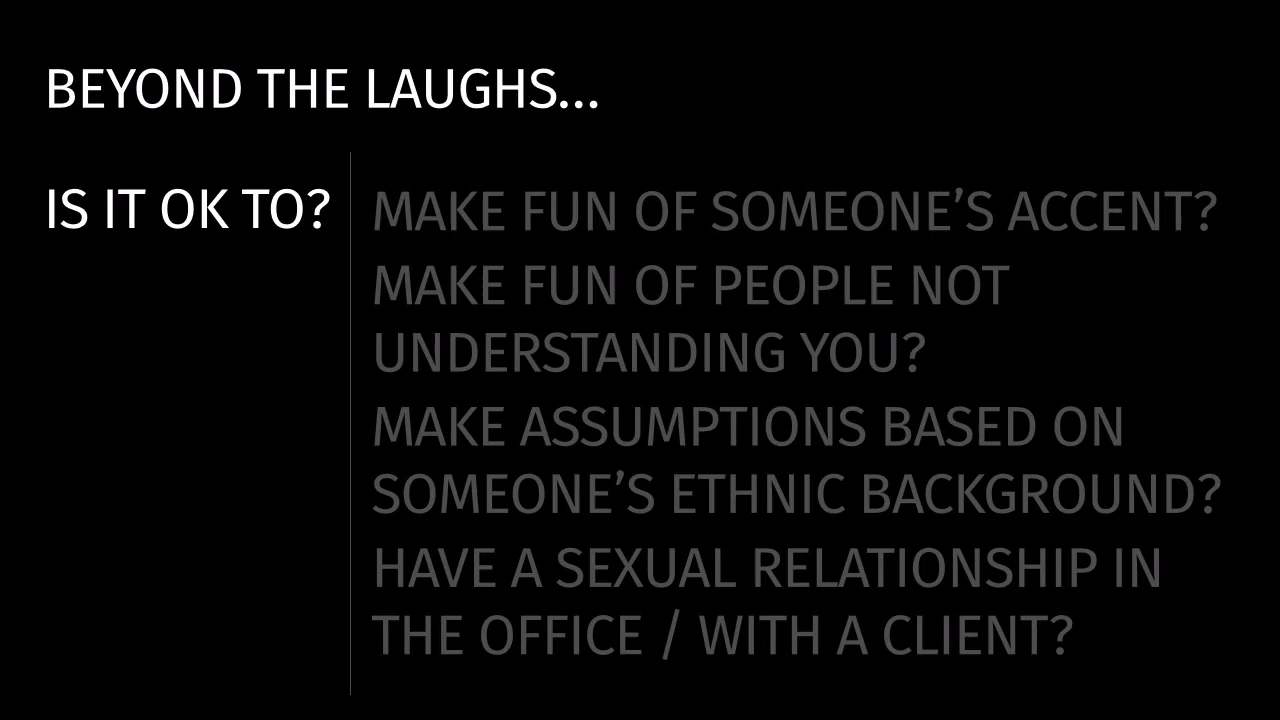 BEYOND THE LAUGHS...
IS IT OK TO?
MAKE FUN OF SOMEONE’S ACCENT?
MAKE FUN OF PEOPLE NOT
UNDERSTANDING YOU?
MAKE ASSUMPTIONS BASED ON
SOMEONE’S ETHNIC BACKGROUND?
HAVE A SEXUAL RELATIONSHIP IN
THE OFFICE / WITH A CLIENT?